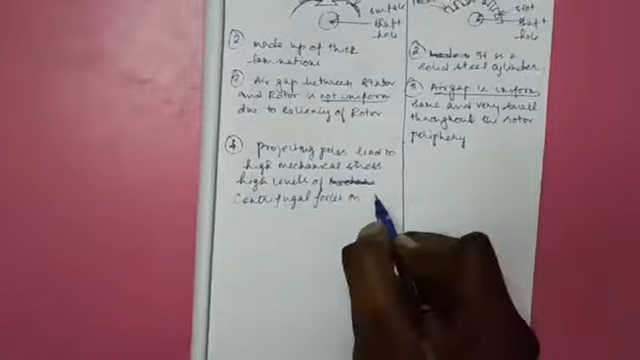 surface
shaft
hole
② made up of thick
laminations
③ Air gap between stator
and Rotor is not uniform
due to saliency of Rotor
④ projecting poles lead to
high mechanical stress
high levels of
Centrifugal forces on
slot
shaft
hole
② It is a
solid steel cylinder
③ Airgap is uniform
same and very small
throughout the rotor
periphery